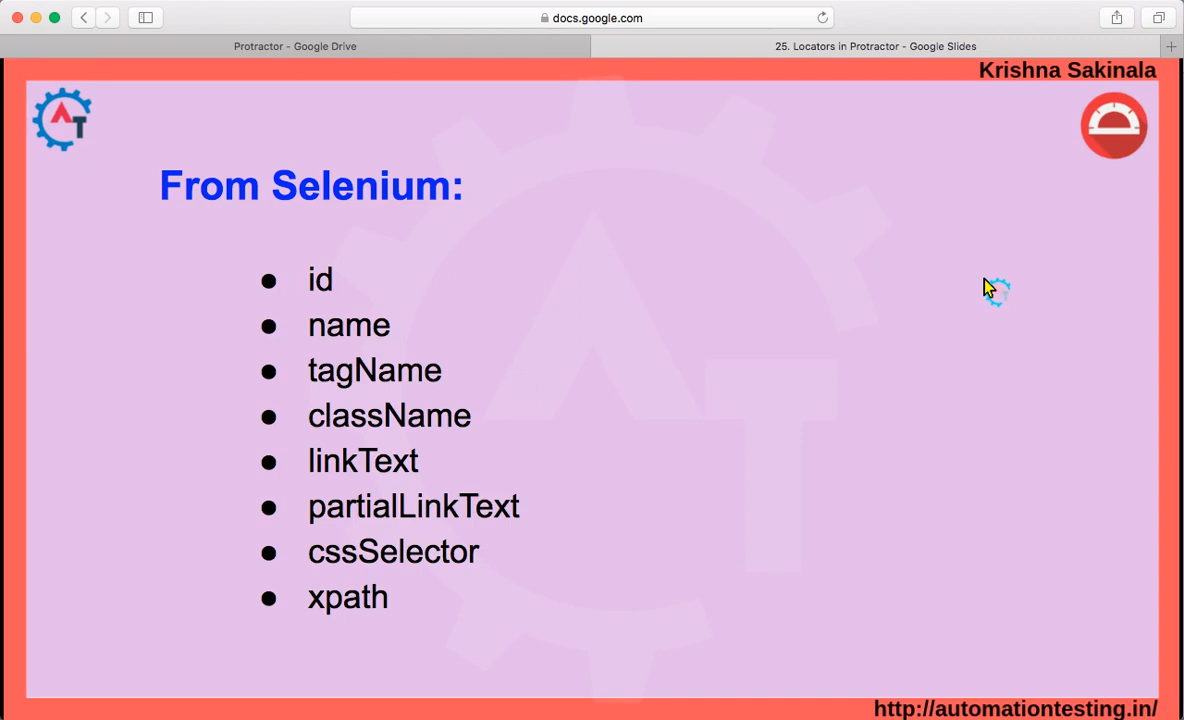 docs.google.com
Protractor - Google Drive
25. Locators in Protractor - Google Slides
Krishna Sakinala
AT
From Selenium:
● id
● name
● tagName
● className
● linkText
● partialLinkText
● cssSelector
● xpath
http://automationtesting.in/